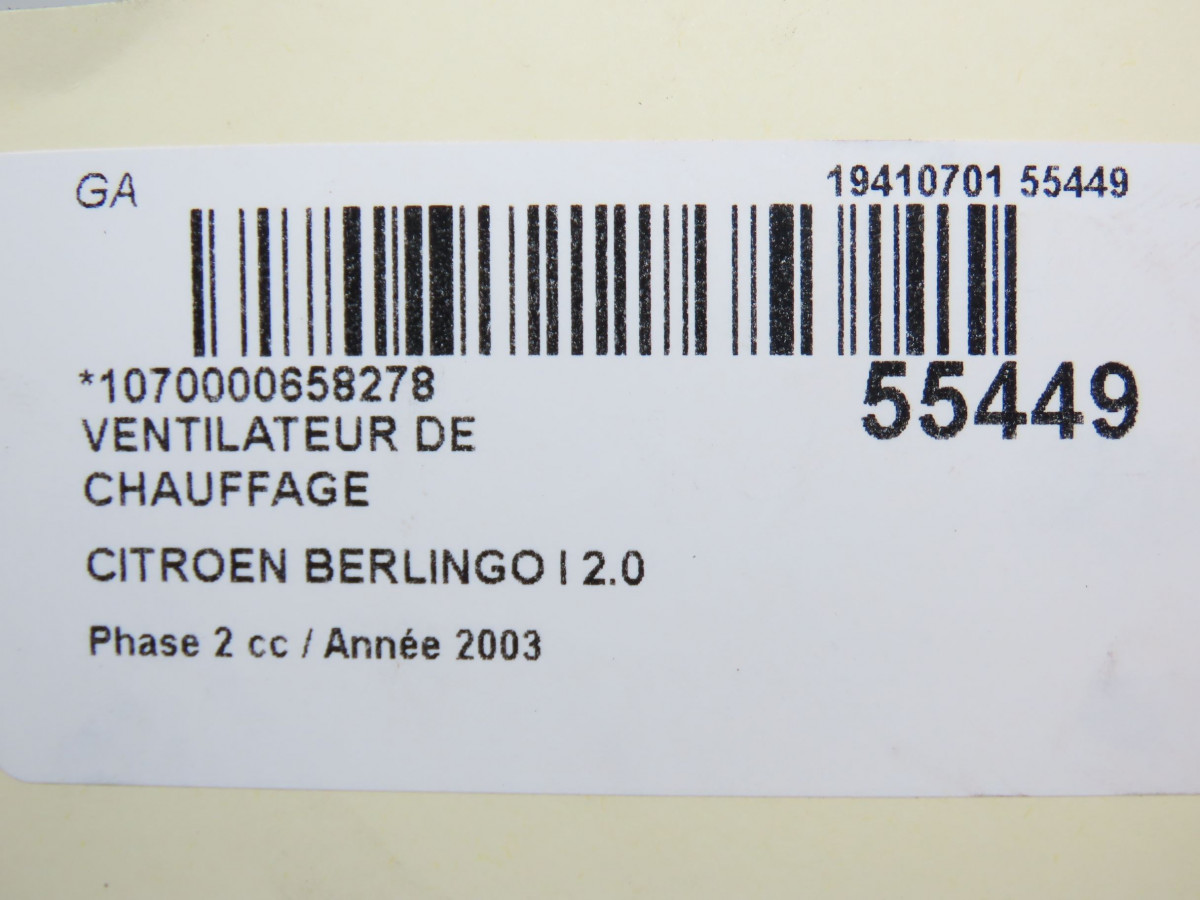 GA
19410701 55449
*1070000658278
55449
VENTILATEUR DE
CHAUFFAGE
CITROEN BERLINGO I 2.0
Phase 2 cc / Année 2003